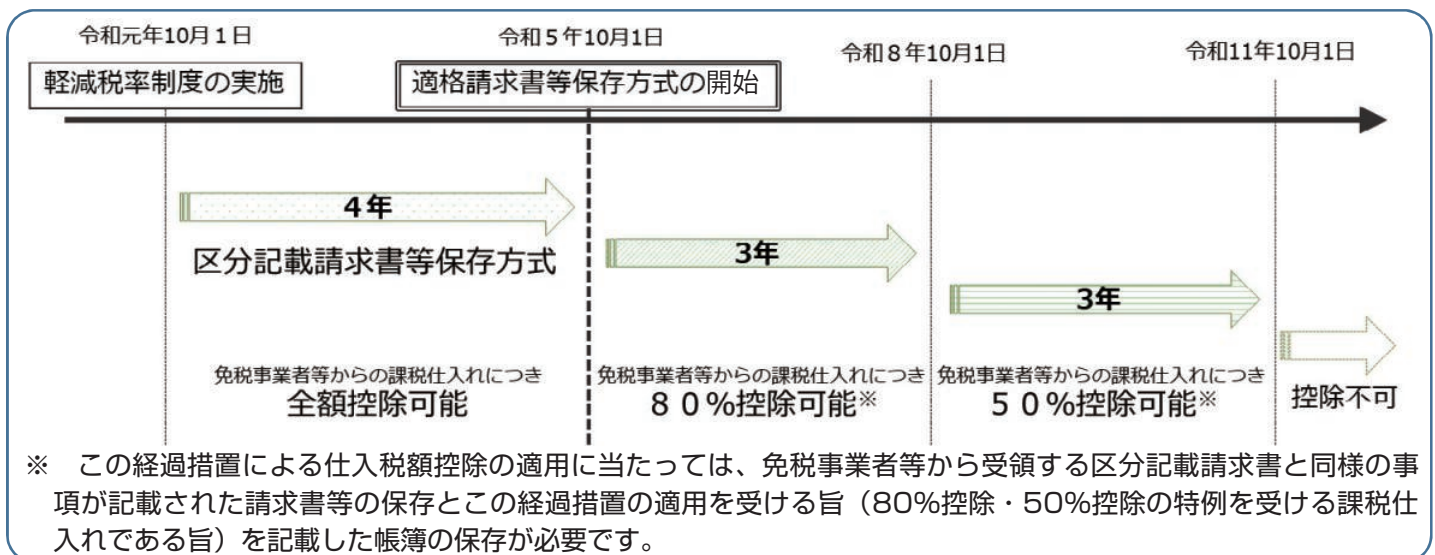 令和元年10月1日
令和5年10月1日
令和8年10月1日
令和11年10月1日
軽減税率制度の実施
適格請求書等保存方式の開始
4年
区分記載請求書等保存方式
3年
3年
免税事業者等からの課税仕入れにつき
全額控除可能
免税事業者等からの課税仕入れにつき
80%控除可能※
免税事業者等からの課税仕入れにつき
50%控除可能※
控除不可
※ この経過措置による仕入税額控除の適用に当たっては、免税事業者等から受領する区分記載請求書と同様の事
項が記載された請求書等の保存とこの経過措置の適用を受ける旨(80%控除・50%控除の特例を受ける課税仕
入れである旨)を記載した帳簿の保存が必要です。